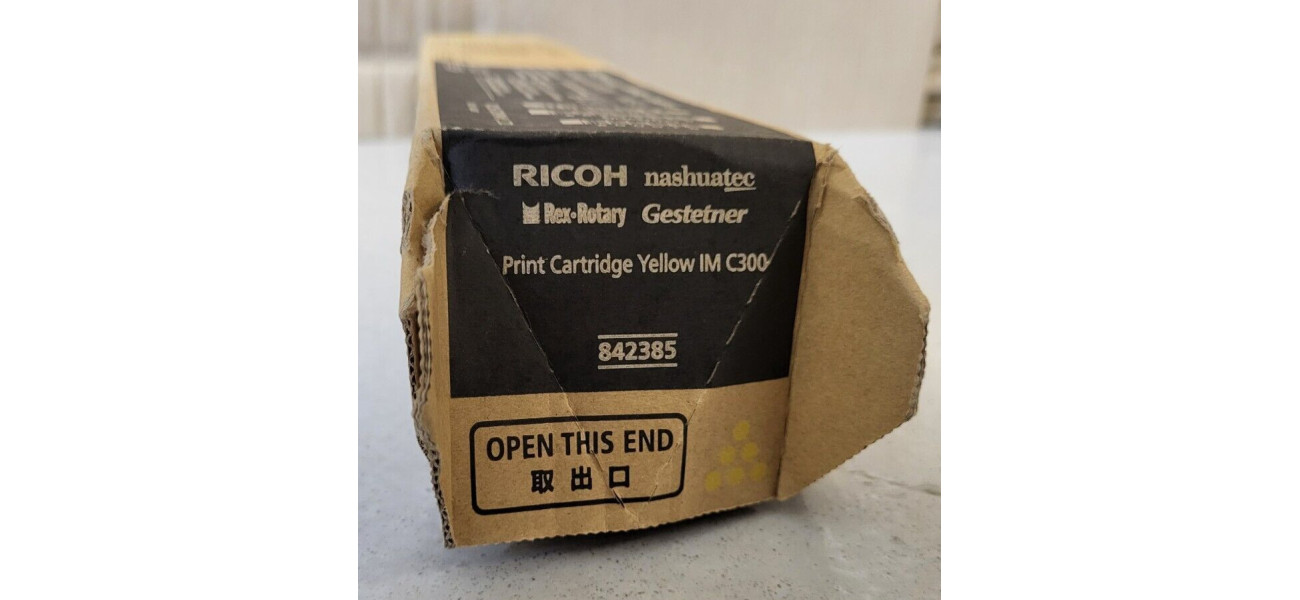 RICOH nashuatec
Rex-Rotary Gestetner
Print Cartridge Yellow IM C300
842385
OPEN THIS END
取出口